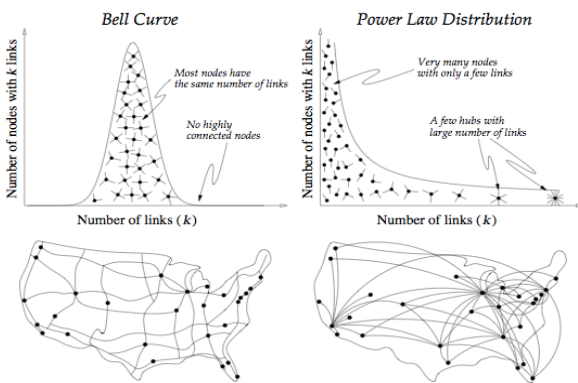 Bell Curve
Number of nodes with k links
Most nodes have
the same number of links
No highly
connected nodes
Number of links (k)
Power Law Distribution
Number of nodes with k links
Very many nodes
with only a few links
A few hubs with
large number of links
Number of links (k)